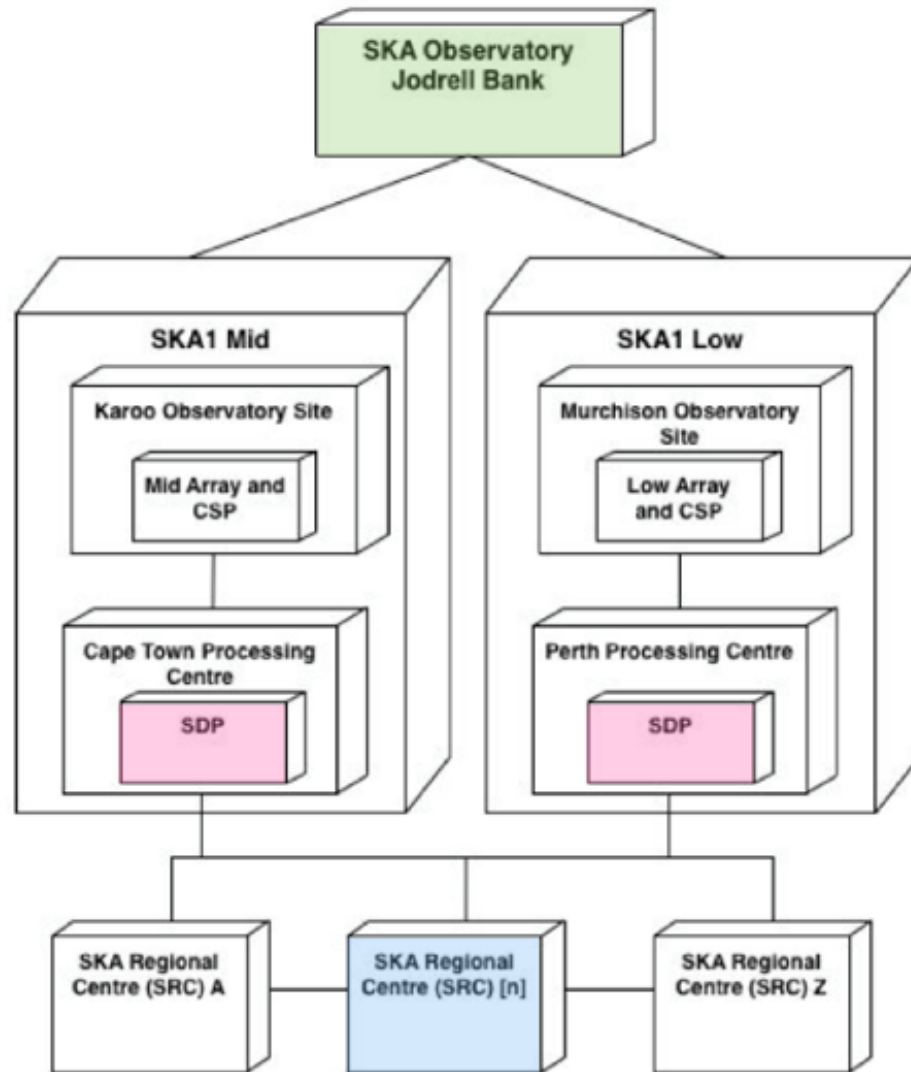 SKA Observatory
Jodrell Bank
SKA1 Mid
Karoo Observatory Site
Mid Array and
CSP
Cape Town Processing
Centre
SDP
SKA1 Low
Murchison Observatory
Site
Low Array
and CSP
Perth Processing Centre
SDP
SKA Regional
Centre (SRC) A
SKA Regional
Centre (SRC) [n]
SKA Regional
Centre (SRC) Z